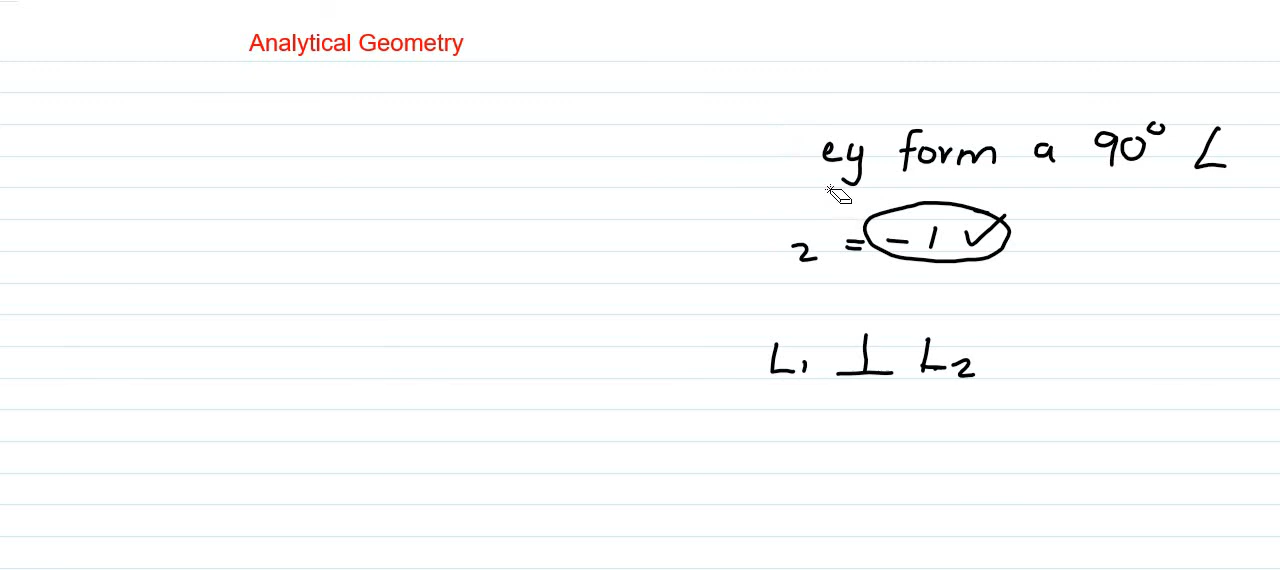 Analytical Geometry
ey form a 90° ∠
2 = -1 ✓
L₁ ⊥ L₂